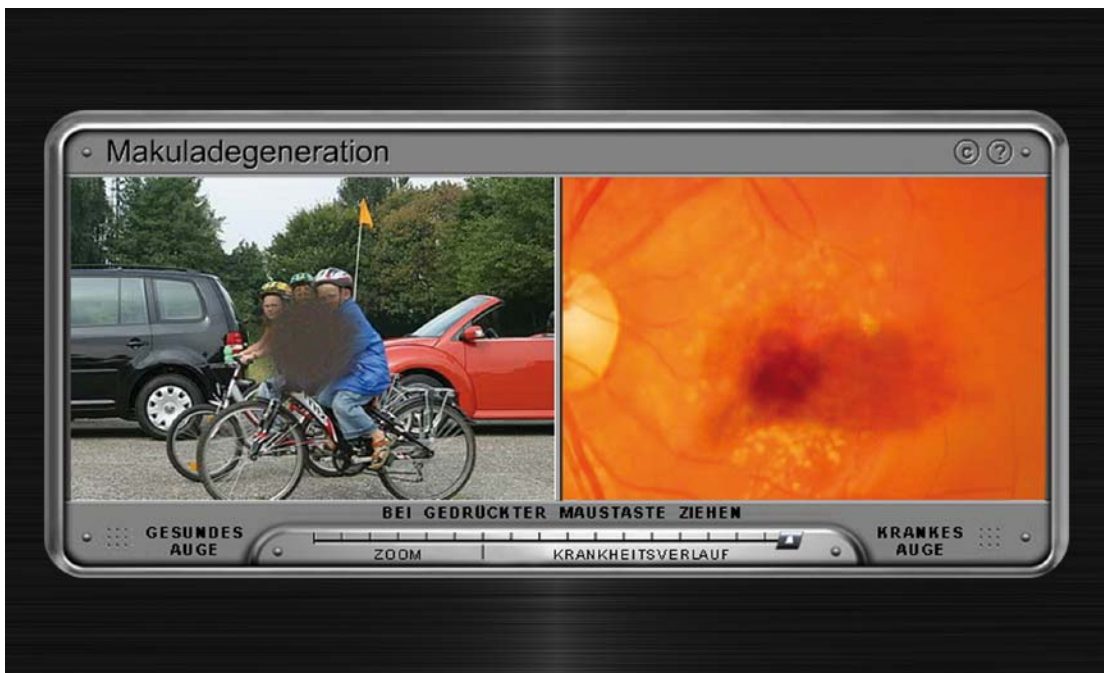 Makuladegeneration
© ?
BEI GEDRÜCKTER MAUSTASTE ZIEHEN
GESUNDES
AUGE
ZOOM
KRANKHEITSVERLAUF
KRANKES
AUGE